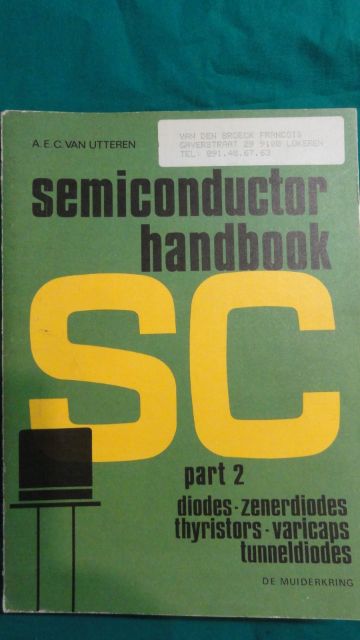 A.E.C. VAN UTTEREN
VAN DEN BROECK FRANCOIS
GAVERSTRAAT 29 9100 LOKEREN
TEL: 091.48.67.63
semiconductor
handbook
SC
part 2
diodes·zenerdiodes
thyristors·varicaps
tunneldiodes
DE MUIDERKRING